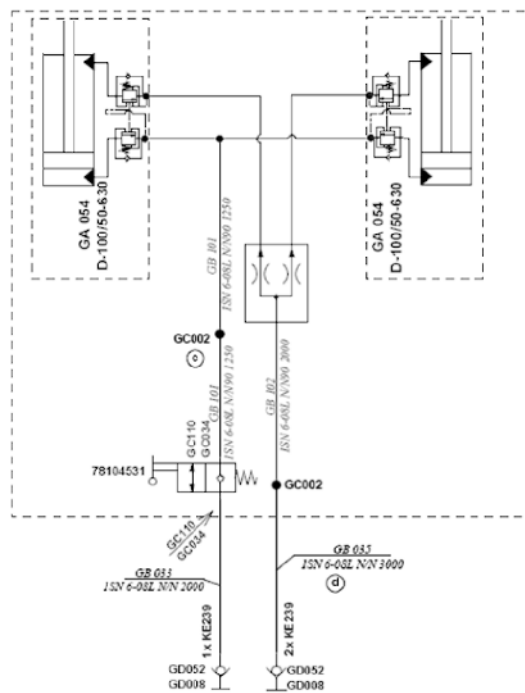 GA 054
D-100/50-630
GA 054
D-100/50-630
GB 101
1SN 6-08L N/N90 1250
GC002
c
GB 101
1SN 6-08L N/N90 1250
GB 102
1SN 6-08L N/N90 2000
GC110
GC034
78104531
GC002
GC110
GC034
GB 033
1SN 6-08L N/N 2000
GB 035
1SN 6-08L N/N 3000
d
1x KE239
2x KE239
GD052
GD008
GD052
GD008